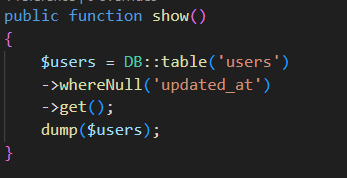 public function show()
{
$users = DB::table('users')
->whereNull('updated_at')
->get();
dump($users);
}